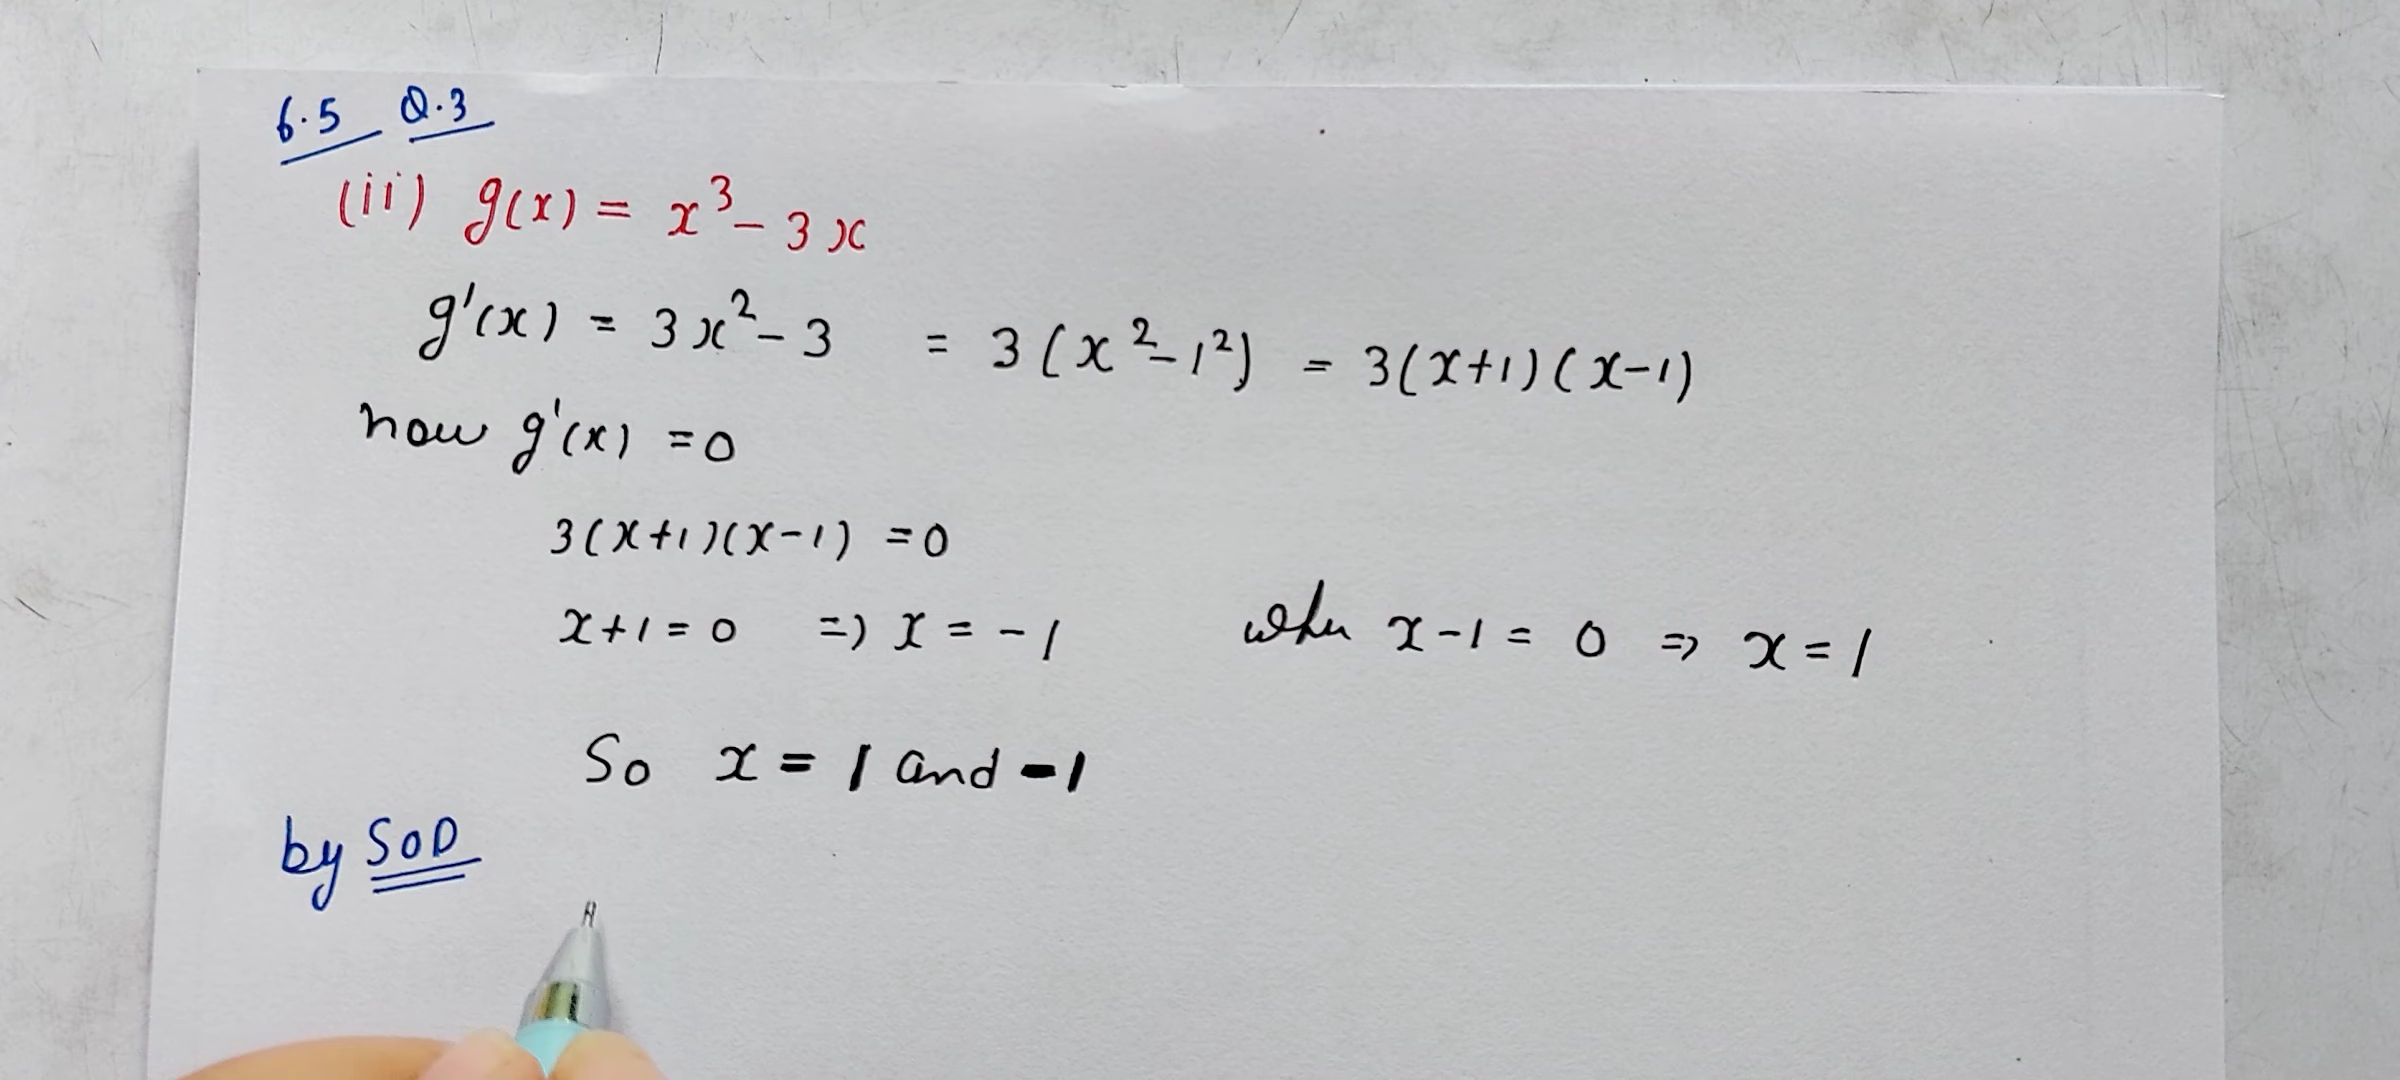 6.5 Q.3
(ii) g(x) = x³ - 3x
g'(x) = 3x² - 3 = 3(x² - 1²) = 3(x+1)(x-1)
now g'(x) = 0
3(x+1)(x-1) = 0
x+1 = 0 => x = -1 when x-1 = 0 => x = 1
So x = 1 and -1
by SOD